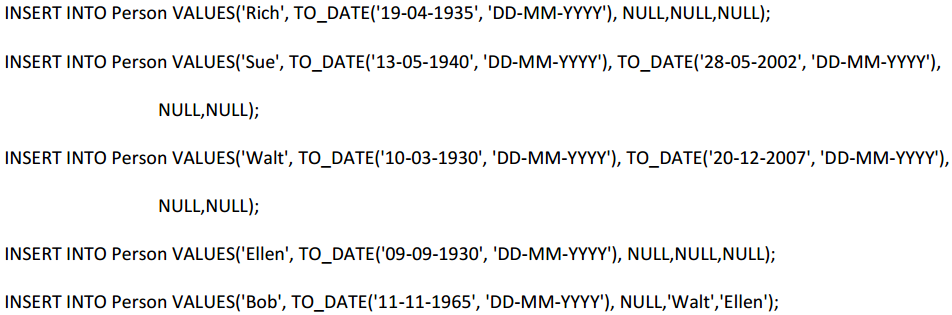 INSERT INTO Person VALUES('Rich', TO_DATE('19-04-1935', 'DD-MM-YYYY'), NULL,NULL,NULL);
INSERT INTO Person VALUES('Sue', TO_DATE('13-05-1940', 'DD-MM-YYYY'), TO_DATE('28-05-2002', 'DD-MM-YYYY'),
NULL,NULL);
INSERT INTO Person VALUES('Walt', TO_DATE('10-03-1930', 'DD-MM-YYYY'), TO_DATE('20-12-2007', 'DD-MM-YYYY'),
NULL,NULL);
INSERT INTO Person VALUES('Ellen', TO_DATE('09-09-1930', 'DD-MM-YYYY'), NULL,NULL,NULL);
INSERT INTO Person VALUES('Bob', TO_DATE('11-11-1965', 'DD-MM-YYYY'), NULL,'Walt','Ellen');